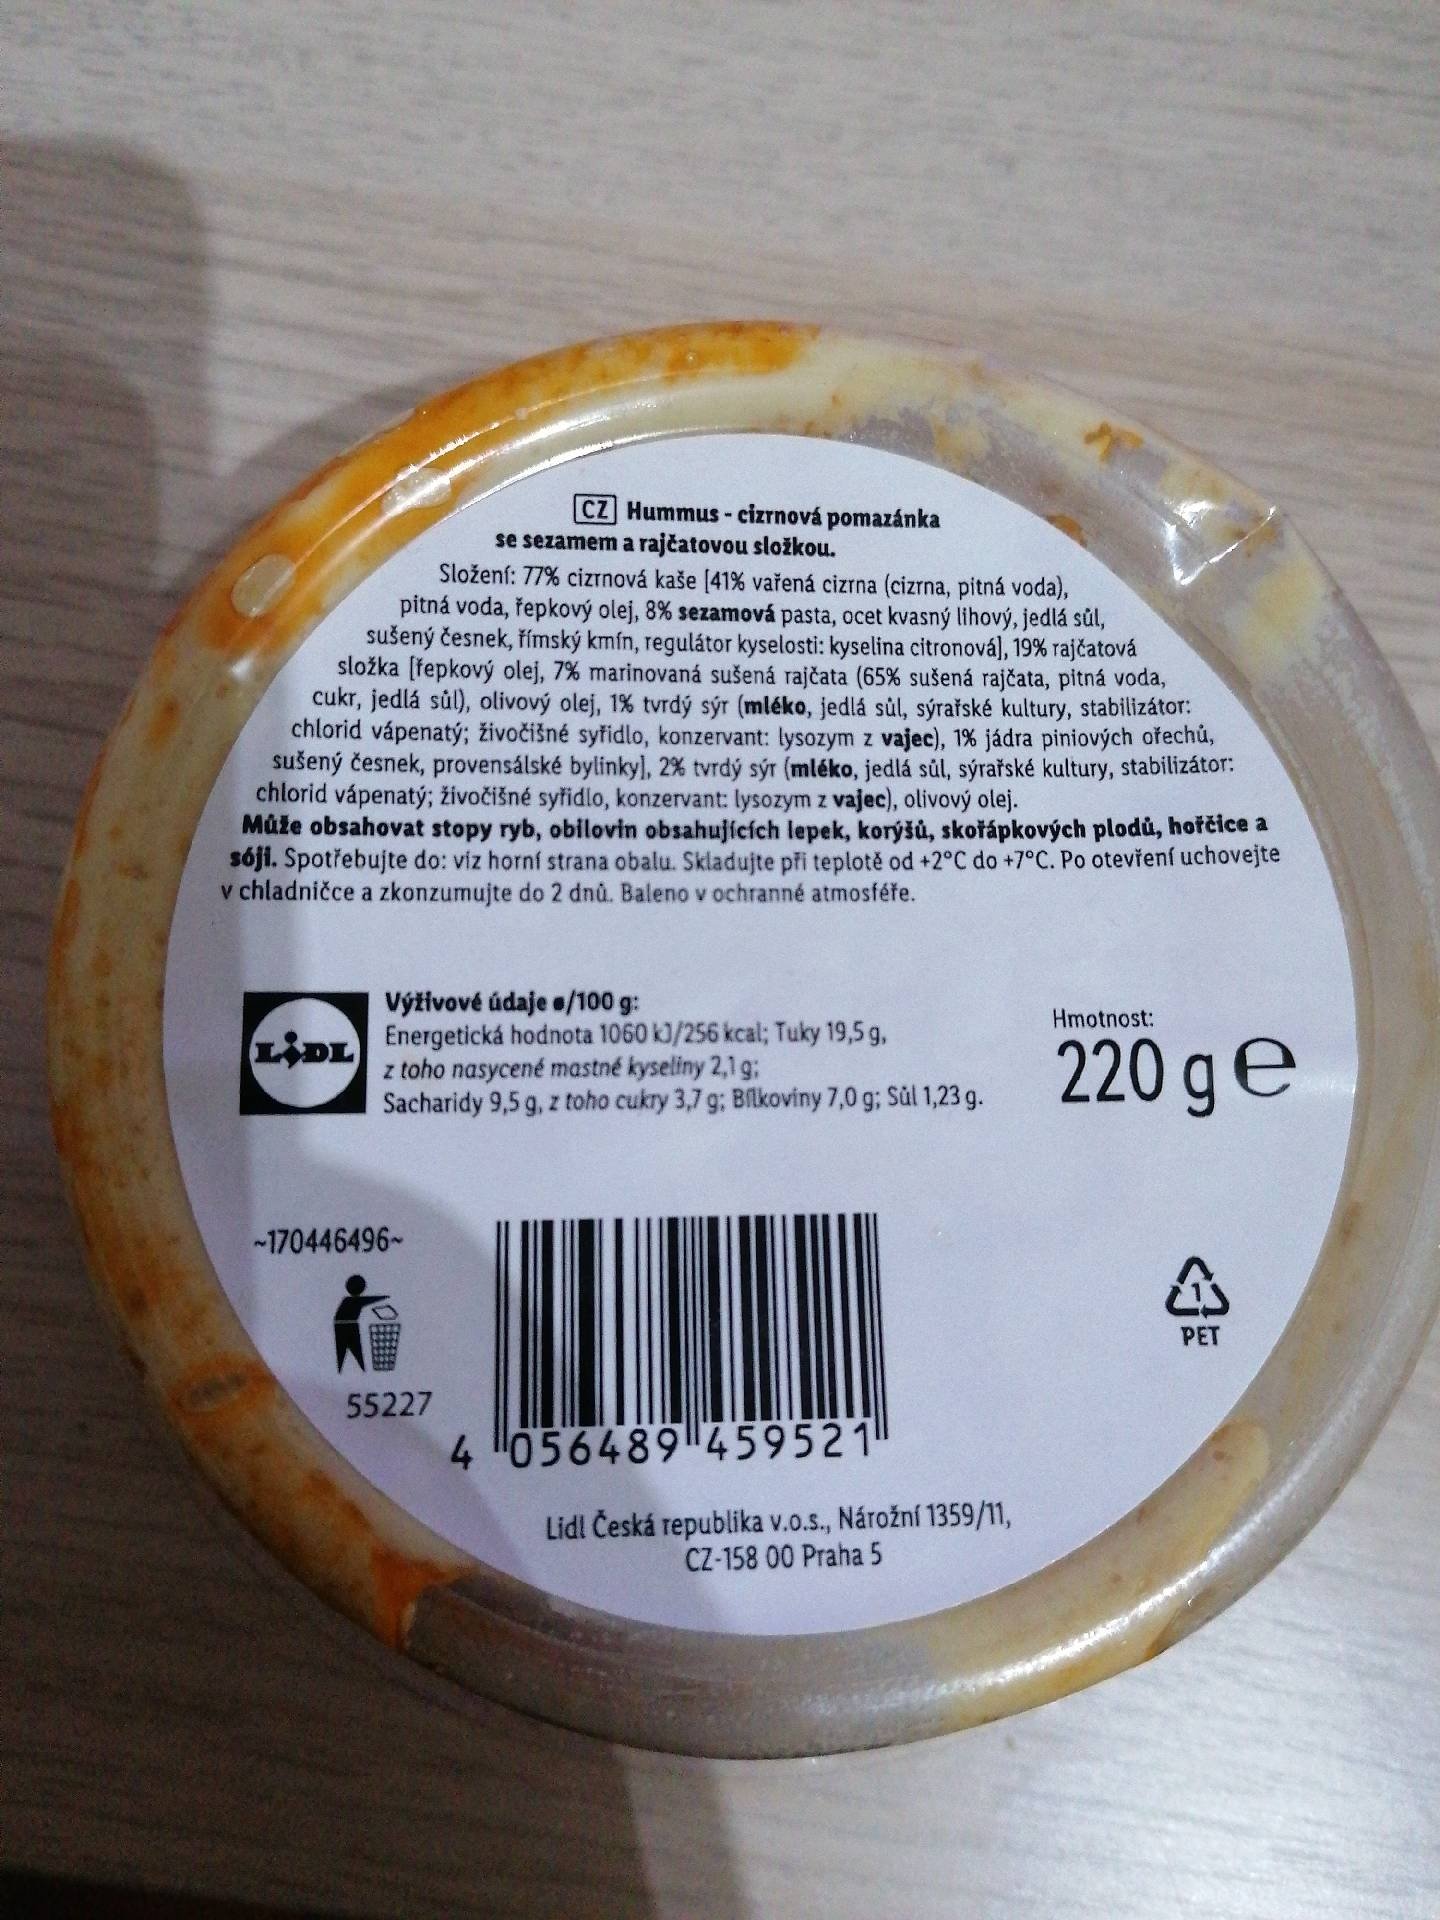 CZ Hummus - cizrnová pomazánka
se sezamem a rajčatovou složkou.
Složení: 77% cizrnová kaše [41% vařená cizrna (cizrna, pitná voda),
pitná voda, řepkový olej, 8% sezamová pasta, ocet kvasný lihový, jedlá sůl,
sušený česnek, římský kmín, regulátor kyselosti: kyselina citronová], 19% rajčatová
složka [řepkový olej, 7% marinovaná sušená rajčata (65% sušená rajčata, pitná voda,
cukr, jedlá sůl), olivový olej, 1% tvrdý sýr (mléko, jedlá sůl, sýrařské kultury, stabilizátor:
chlorid vápenatý; živočišné syřidlo, konzervant: lysozym z vajec), 1% jádra piniových ořechů,
sušený česnek, provensálské bylinky], 2% tvrdý sýr (mléko, jedlá sůl, sýrařské kultury, stabilizátor:
chlorid vápenatý; živočišné syřidlo, konzervant: lysozym z vajec), olivový olej.
Může obsahovat stopy ryb, obilovin obsahujících lepek, korýšů, skořápkových plodů, hořčice a
sóji. Spotřebujte do: viz horní strana obalu. Skladujte při teplotě od +2°C do +7°C. Po otevření uchovejte
v chladničce a zkonzumujte do 2 dnů. Baleno v ochranné atmosféře.
LIDL
Výživové údaje ø/100 g:
Energetická hodnota 1060 kJ/256 kcal; Tuky 19,5 g,
z toho nasycené mastné kyseliny 2,1 g;
Sacharidy 9,5 g, z toho cukry 3,7 g; Bílkoviny 7,0 g; Sůl 1,23 g.
Hmotnost:
220 g e
~170446496~
55227
4 056489 459521
1
PET
Lidl Česká republika v.o.s., Nárožní 1359/11,
CZ-158 00 Praha 5